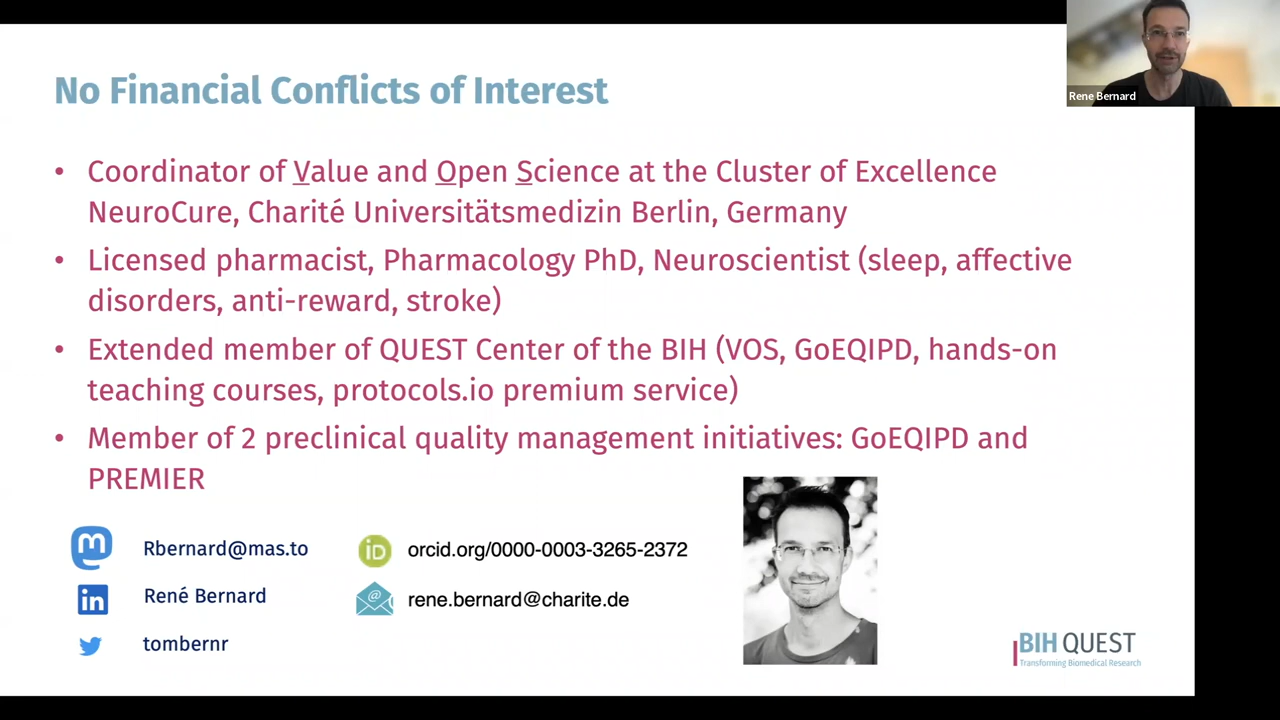 No Financial Conflicts of Interest
Rene Bernard
• Coordinator of Value and Open Science at the Cluster of Excellence
NeuroCure, Charité Universitätsmedizin Berlin, Germany
• Licensed pharmacist, Pharmacology PhD, Neuroscientist (sleep, affective
disorders, anti-reward, stroke)
• Extended member of QUEST Center of the BIH (VOS, GoEQIPD, hands-on
teaching courses, protocols.io premium service)
• Member of 2 preclinical quality management initiatives: GoEQIPD and
PREMIER
m Rbernard@mas.to
iD orcid.org/0000-0003-3265-2372
in René Bernard
@ rene.bernard@charite.de
tombernr
BIH QUEST
Transforming Biomedical Research